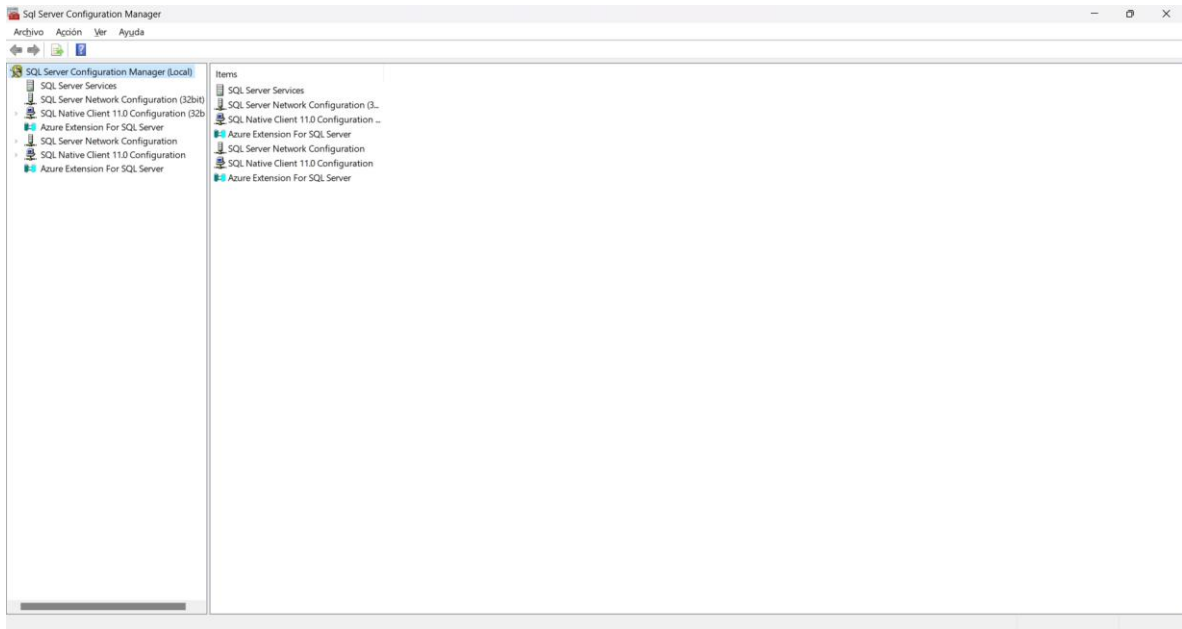 Sql Server Configuration Manager
Archivo Acción Ver Ayuda
SQL Server Configuration Manager (Local)
SQL Server Services
SQL Server Network Configuration (32bit)
SQL Native Client 11.0 Configuration (32b
Azure Extension For SQL Server
SQL Server Network Configuration
SQL Native Client 11.0 Configuration
Azure Extension For SQL Server
Items
SQL Server Services
SQL Server Network Configuration (3...
SQL Native Client 11.0 Configuration ...
Azure Extension For SQL Server
SQL Server Network Configuration
SQL Native Client 11.0 Configuration
Azure Extension For SQL Server